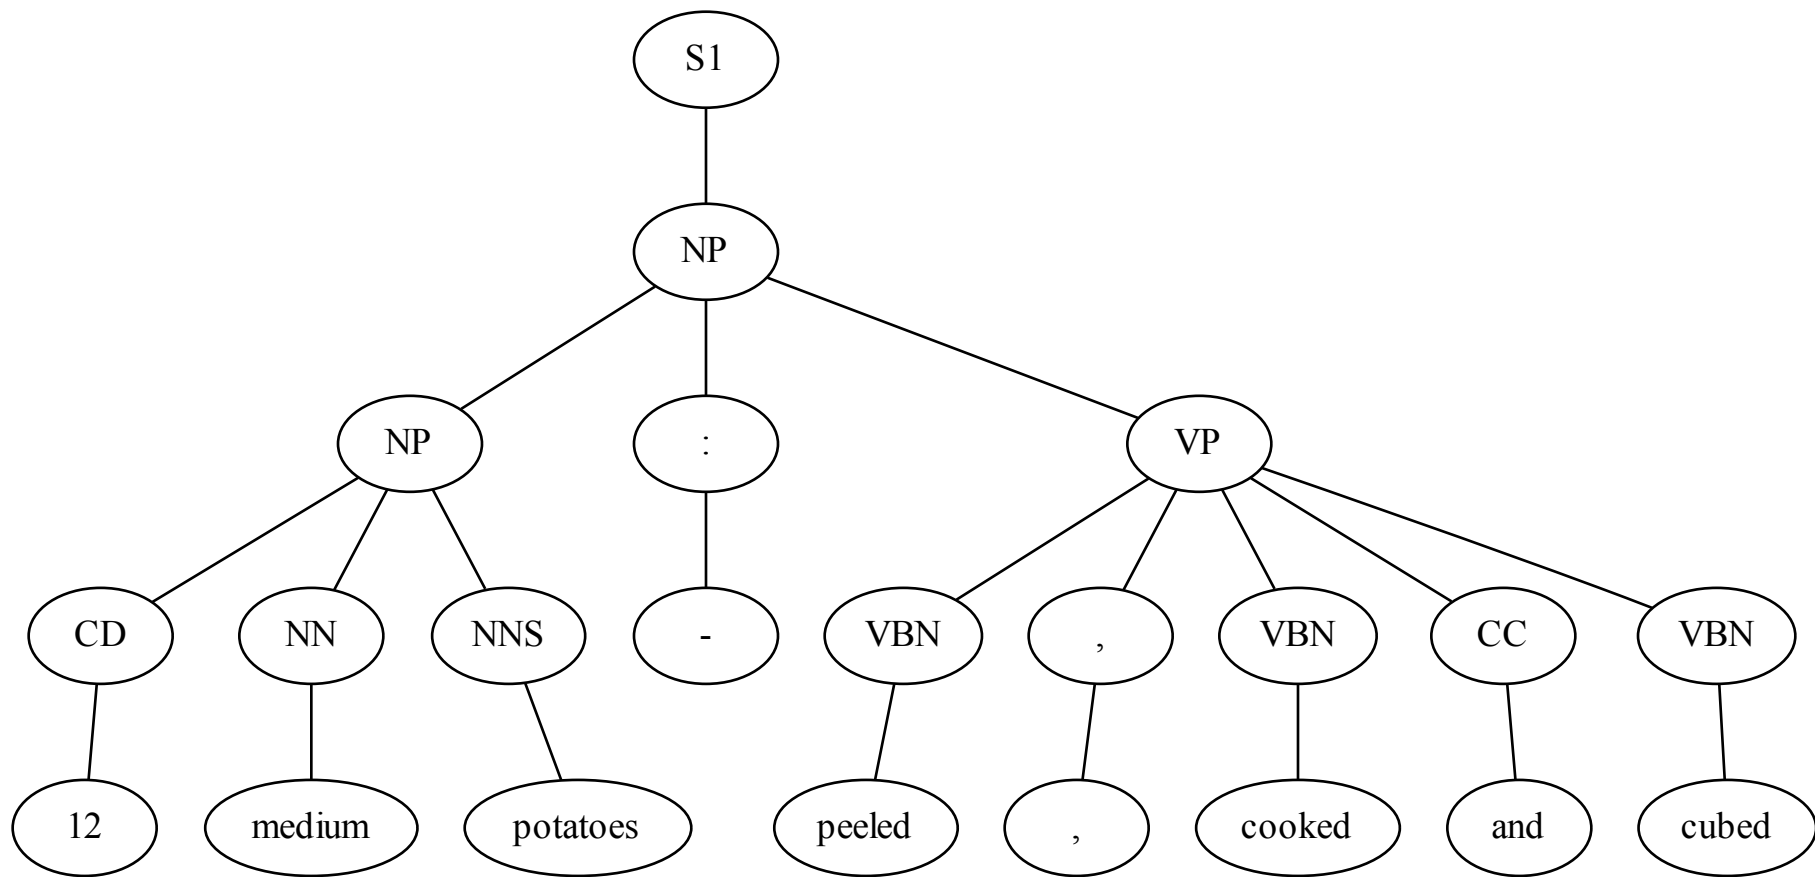 S1
NP
NP : VP
CD NN NNS - VBN , VBN CC VBN
12 medium potatoes peeled , cooked and cubed